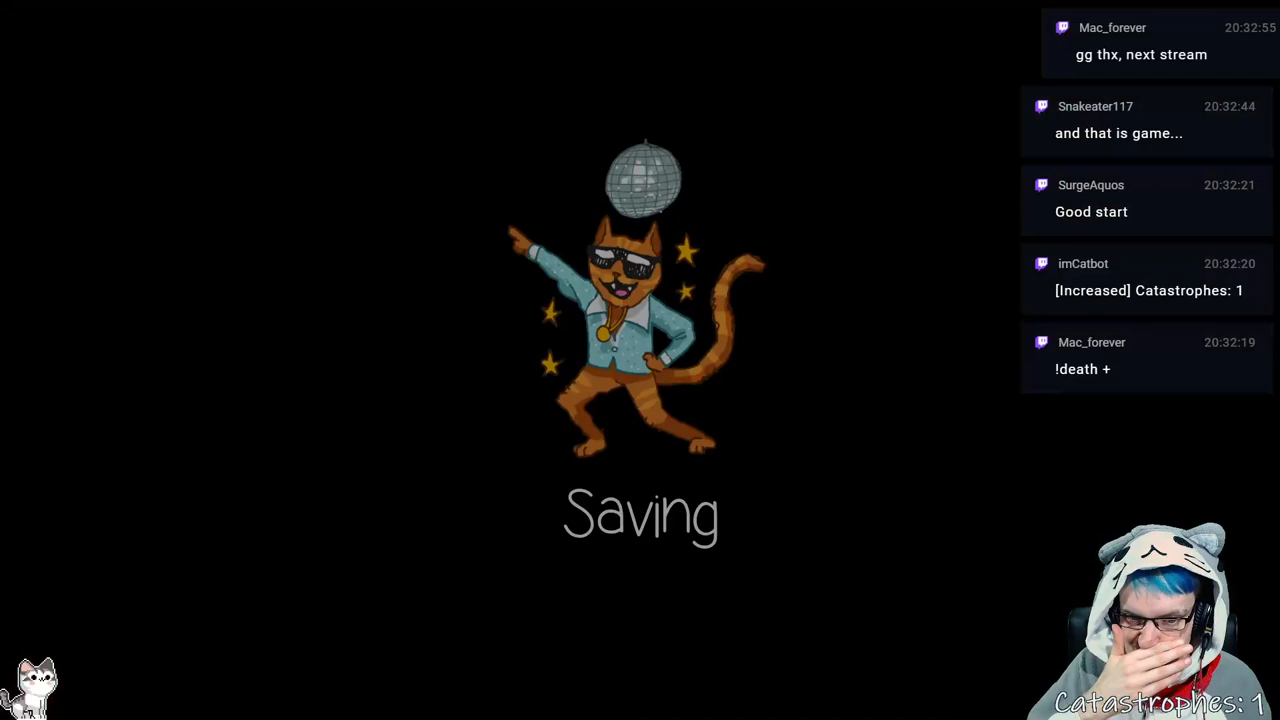 Mac_forever 20:32:55
gg thx, next stream
Snakeater117 20:32:44
and that is game...
SurgeAquos 20:32:21
Good start
imCatbot 20:32:20
[Increased] Catastrophes: 1
Mac_forever 20:32:19
!death +
Saving
Catastrophes: 1